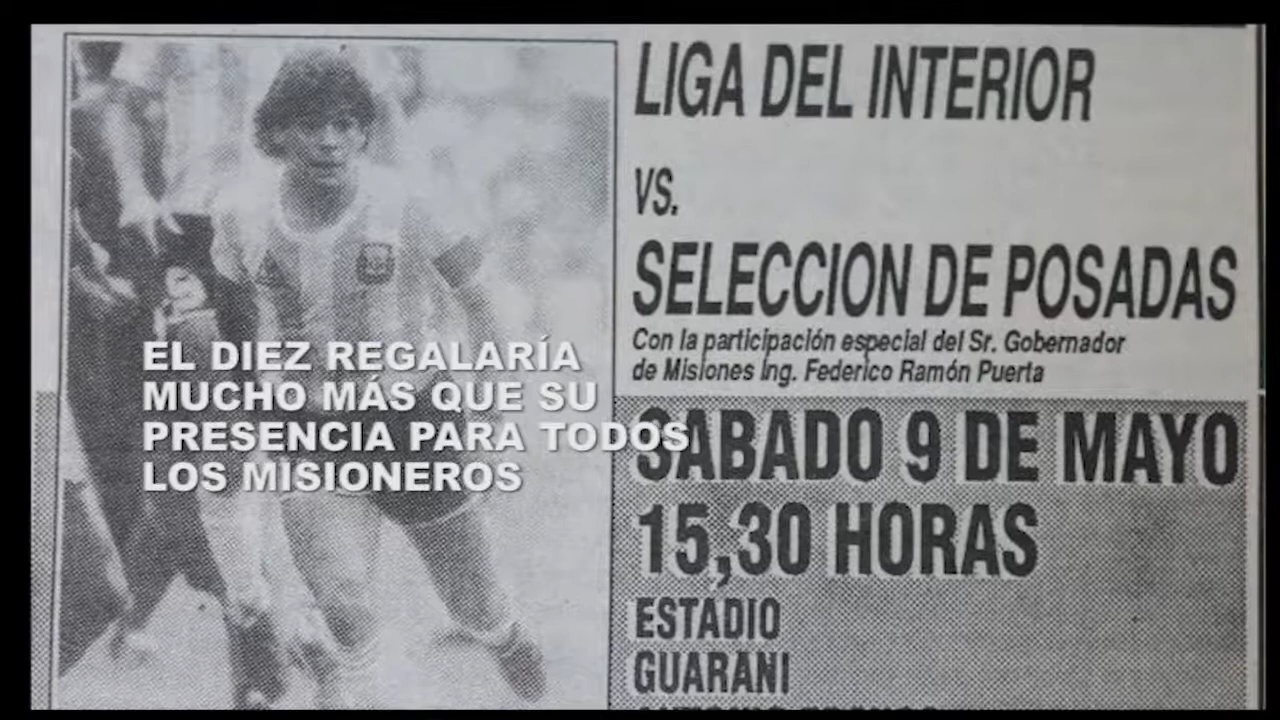 LIGA DEL INTERIOR
VS.
SELECCION DE POSADAS
Con la participación especial del Sr. Gobernador
de Misiones Ing. Federico Ramón Puerta
EL DIEZ REGALARÍA
MUCHO MÁS QUE SU
PRESENCIA PARA TODOS
LOS MISIONEROS
SABADO 9 DE MAYO
15,30 HORAS
ESTADIO
GUARANI